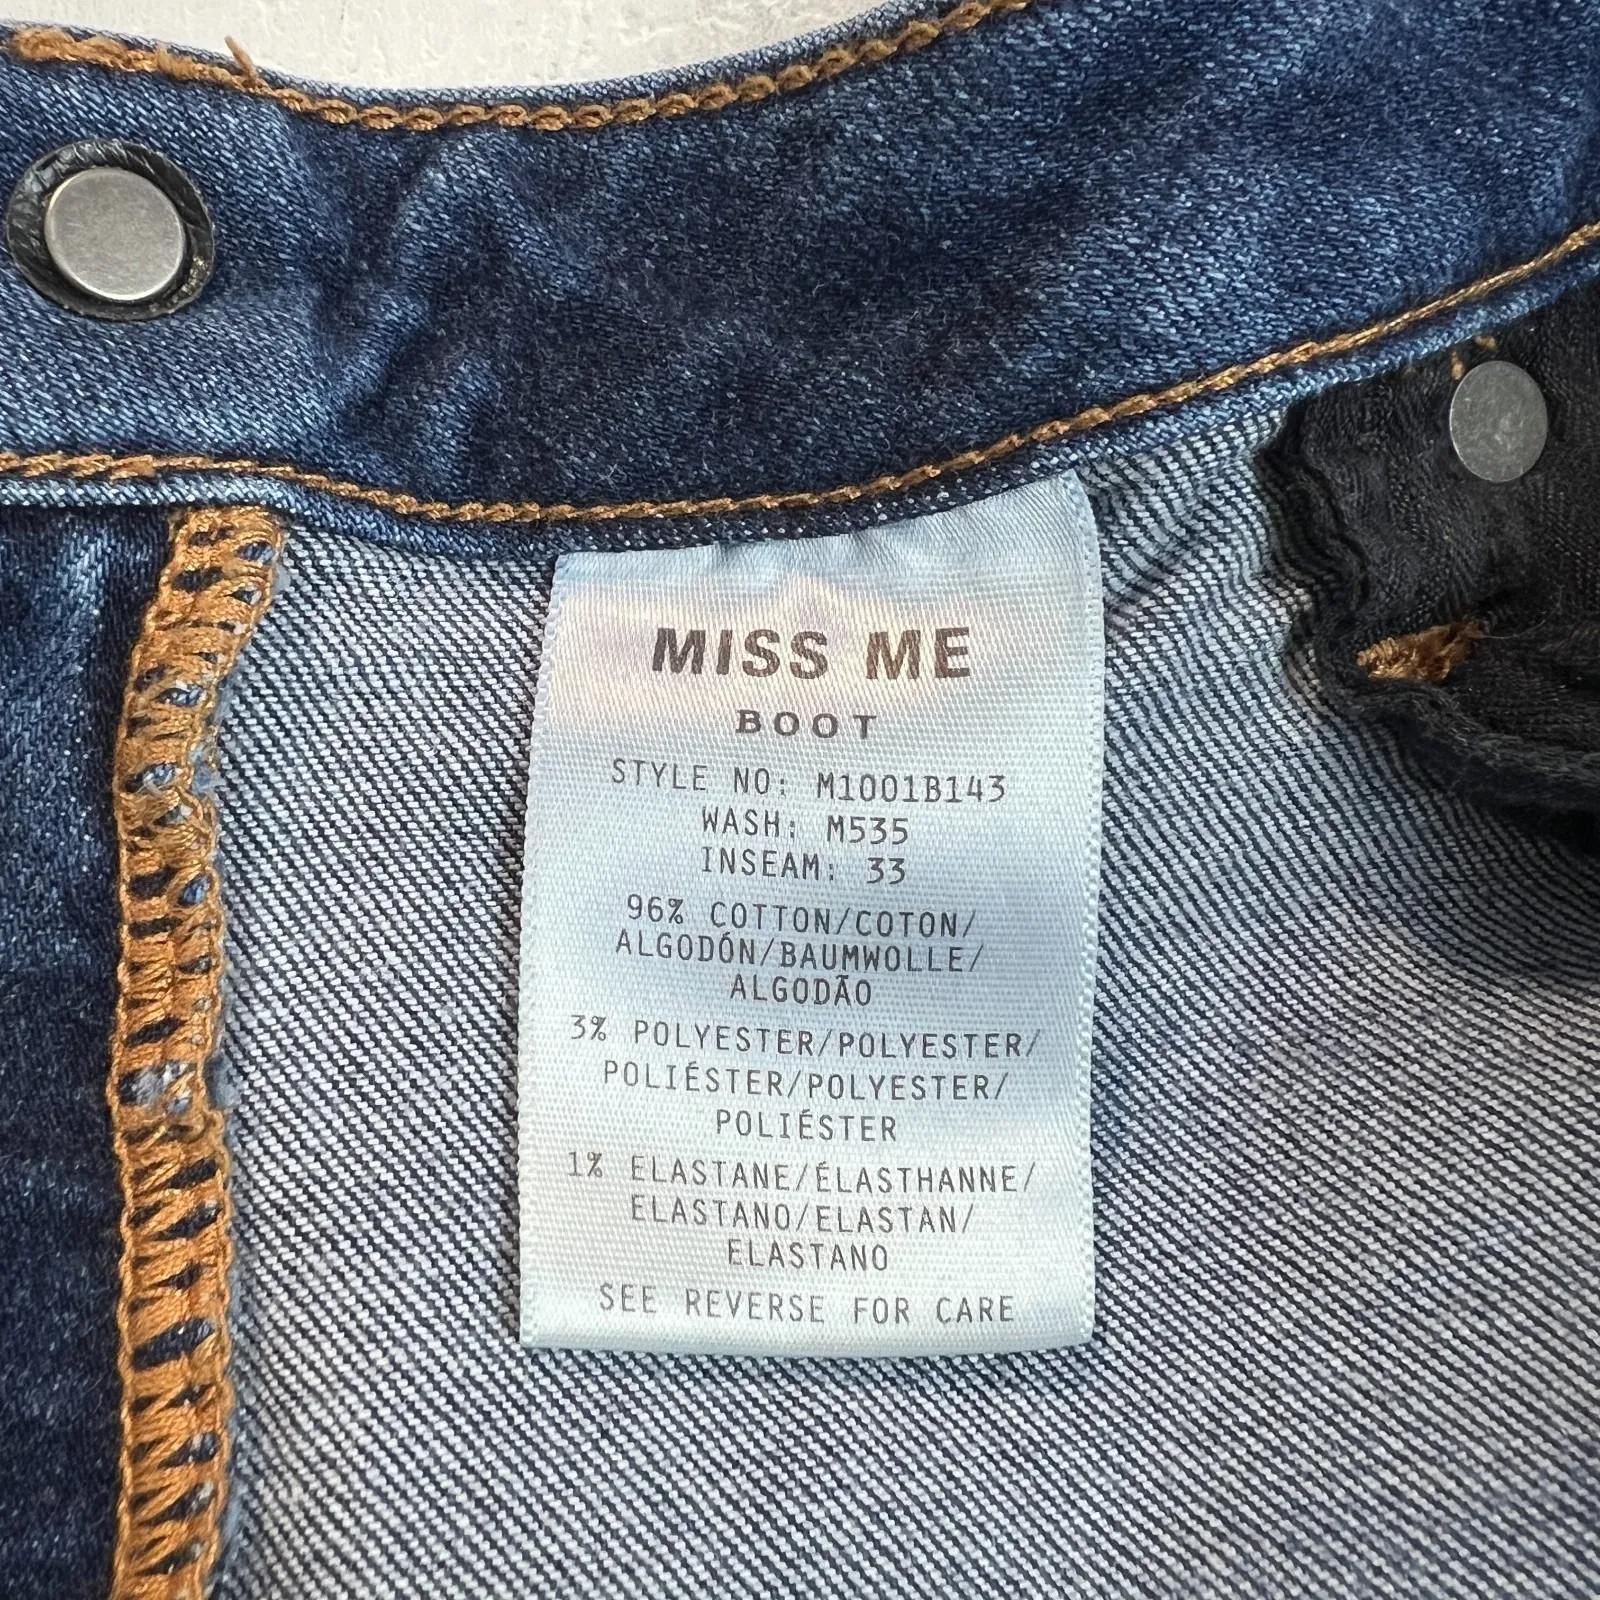 MISS ME
BOOT
STYLE NO: M1001B143
WASH: M535
INSEAM: 33
96% COTTON/COTON/
ALGODÓN/BAUMWOLLE/
ALGODÃO
3% POLYESTER/POLYESTER/
POLIÉSTER/POLYESTER/
POLIÉSTER
1% ELASTANE/ÉLASTHANNE/
ELASTANO/ELASTAN/
ELASTANO
SEE REVERSE FOR CARE